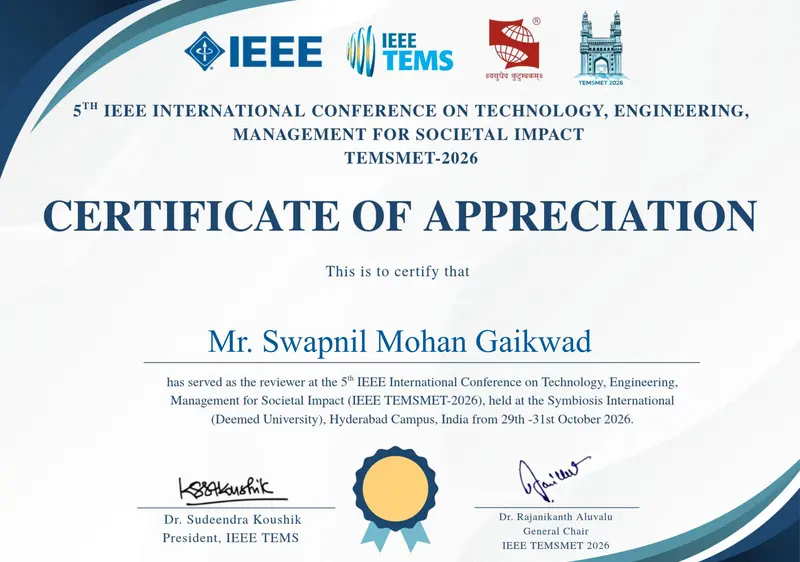 IEEE
IEEE
TEMS
®
॥वसुधैव कुटुम्बकम्॥
TEMSMET 2026
5TH IEEE INTERNATIONAL CONFERENCE ON TECHNOLOGY, ENGINEERING,
MANAGEMENT FOR SOCIETAL IMPACT
TEMSMET-2026
CERTIFICATE OF APPRECIATION
This is to certify that
Mr. Swapnil Mohan Gaikwad
has served as the reviewer at the 5th IEEE International Conference on Technology, Engineering,
Management for Societal Impact (IEEE TEMSMET-2026), held at the Symbiosis International
(Deemed University), Hyderabad Campus, India from 29th -31st October 2026.
Dr. Sudeendra Koushik
President, IEEE TEMS
Dr. Rajanikanth Aluvalu
General Chair
IEEE TEMSMET 2026